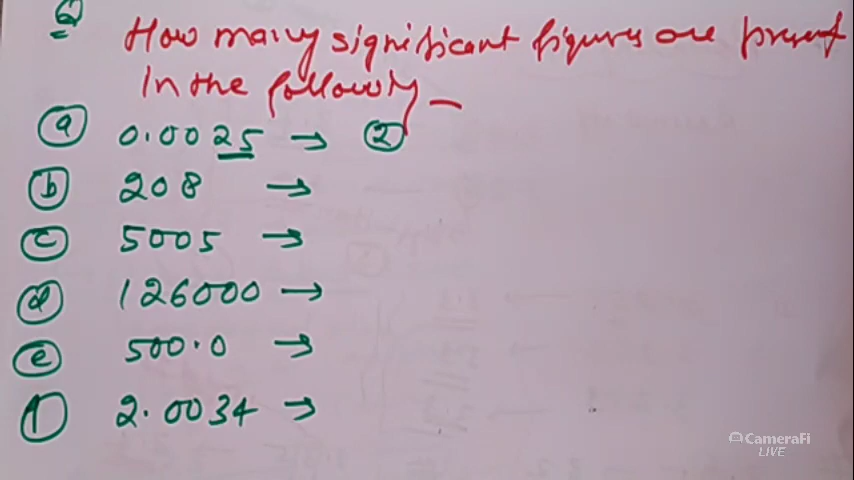 Q How many significant figures are present
in the following -
a 0.0025 → 2
b 208 →
c 5005 →
d 126000 →
e 500.0 →
f 2.0034 →
CameraFi
LIVE